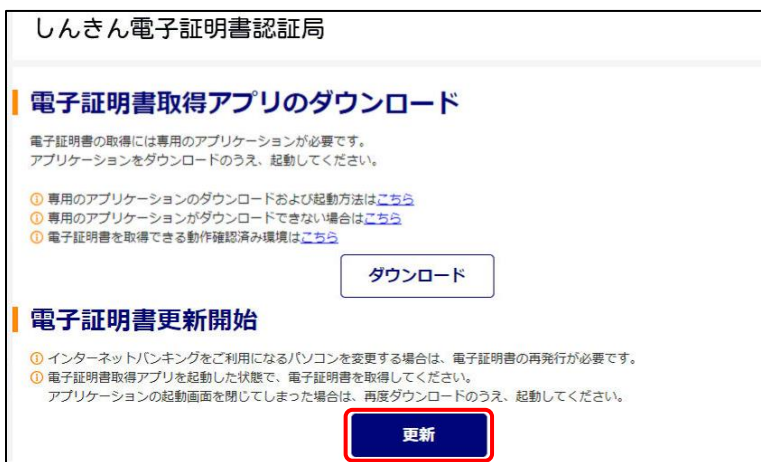 しんきん電子証明書認証局
電子証明書取得アプリのダウンロード
電子証明書の取得には専用のアプリケーションが必要です。
アプリケーションをダウンロードのうえ、起動してください。
専用のアプリケーションのダウンロードおよび起動方法はこちら
専用のアプリケーションがダウンロードできない場合はこちら
電子証明書を取得できる動作確認済み環境はこちら
ダウンロード
電子証明書更新開始
インターネットバンキングをご利用になるパソコンを変更する場合は、電子証明書の再発行が必要です。
電子証明書取得アプリを起動した状態で、電子証明書を取得してください。
アプリケーションの起動画面を閉じてしまった場合は、再度ダウンロードのうえ、起動してください。
更新